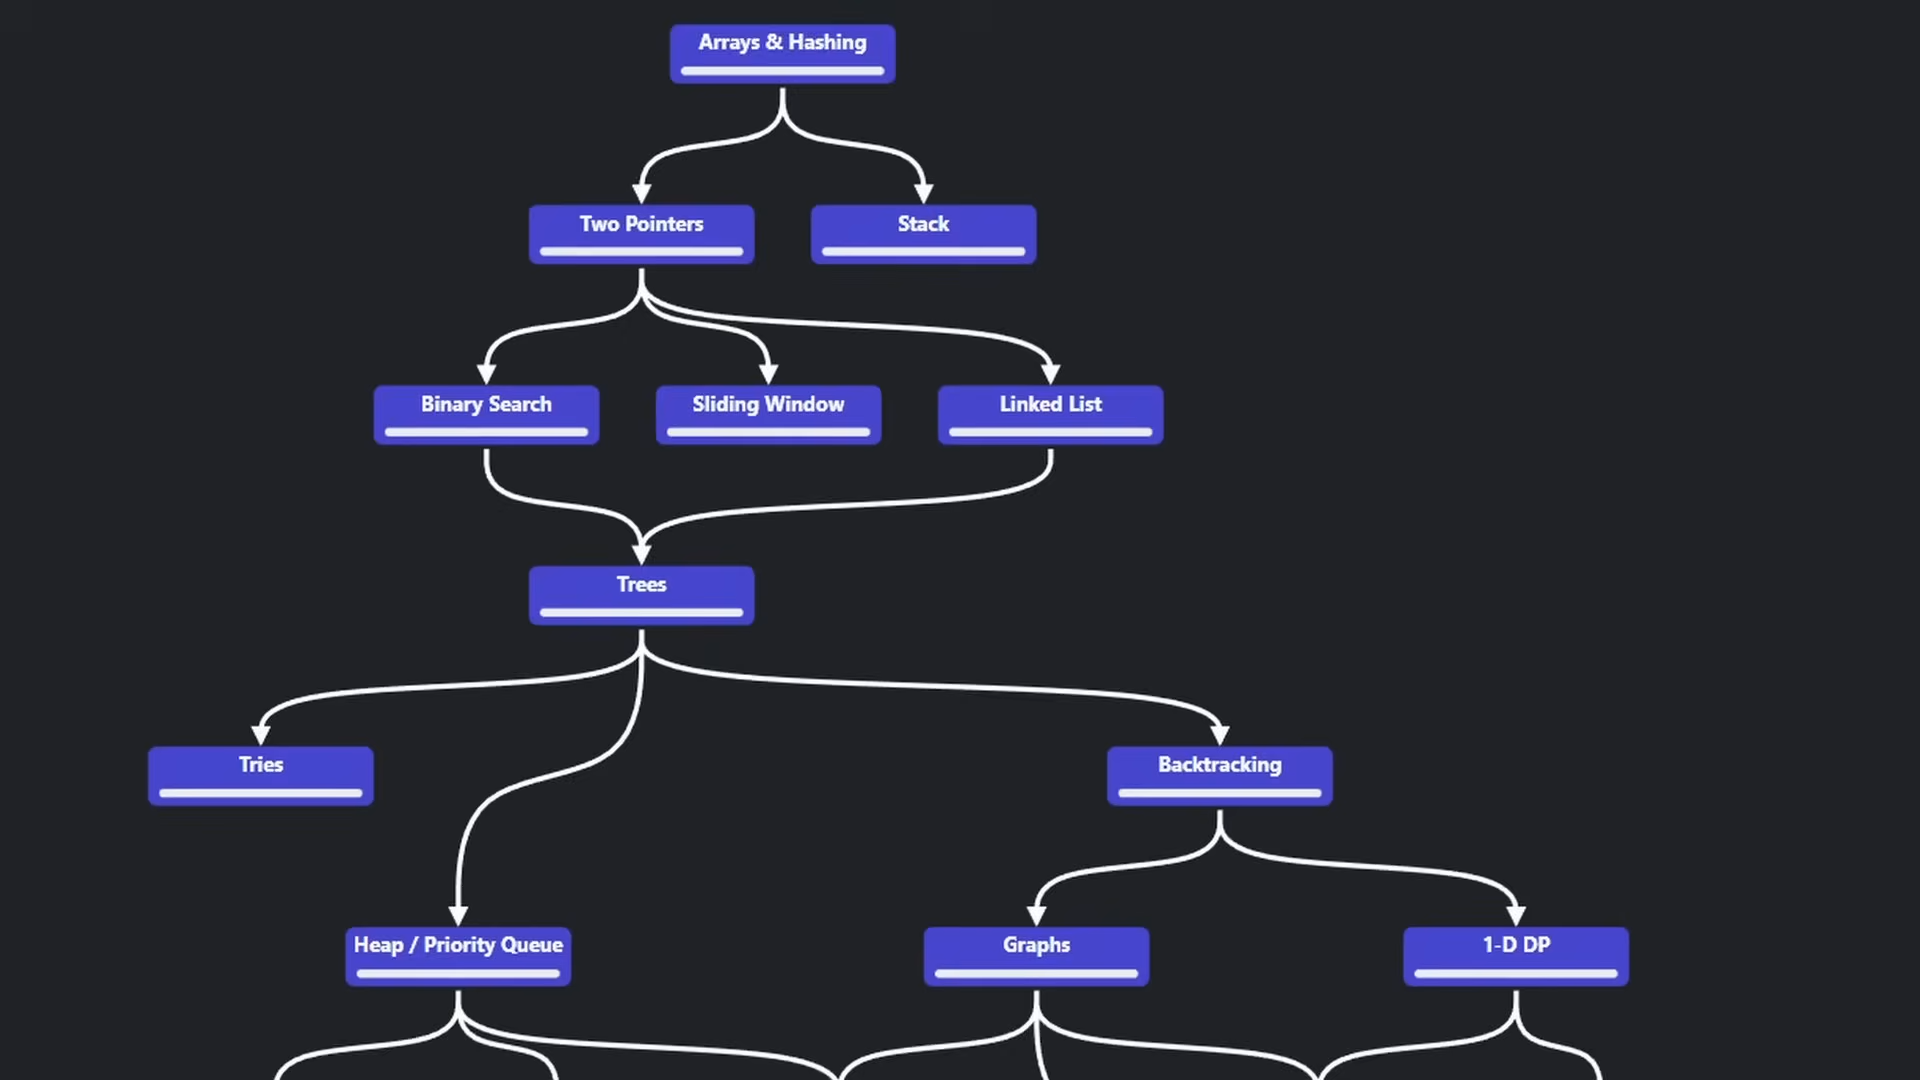 Arrays & Hashing
Two Pointers
Stack
Binary Search
Sliding Window
Linked List
Trees
Tries
Backtracking
Heap / Priority Queue
Graphs
1-D DP